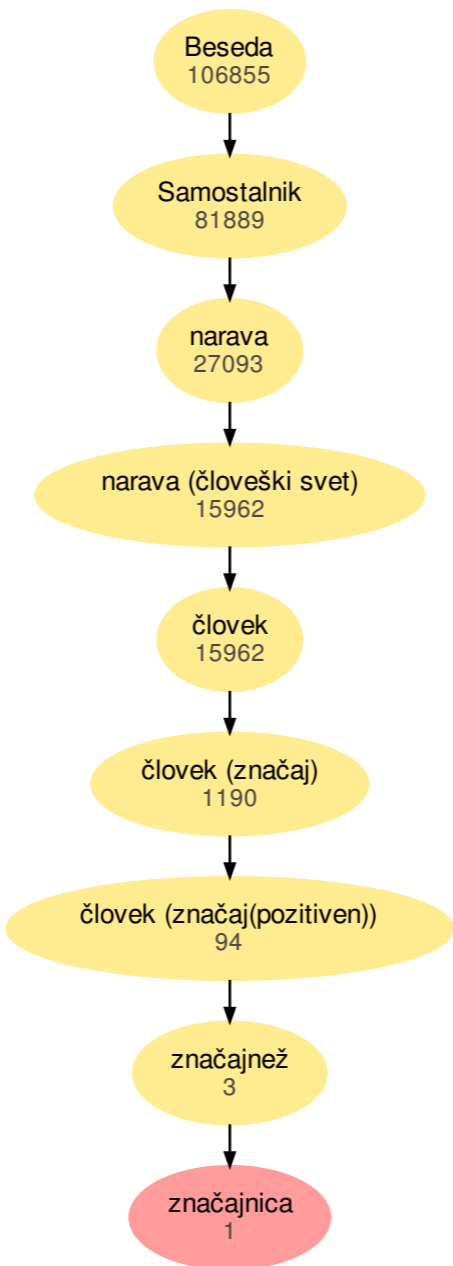 Beseda
106855
Samostalnik
81889
narava
27093
narava (človeški svet)
15962
človek
15962
človek (značaj)
1190
človek (značaj(pozitiven))
94
značajnež
3
značajnica
1